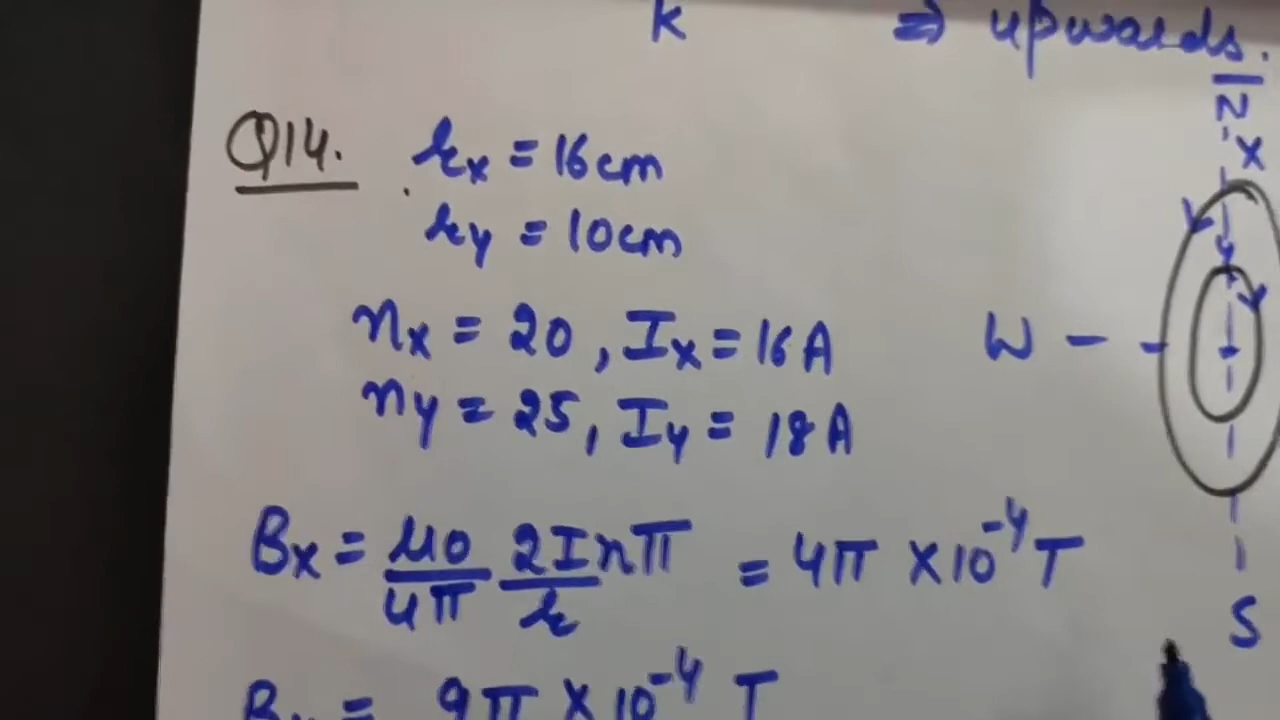 k ⇒ upwards.
N
Q14. rx = 16cm
X
ry = 10cm
y
nx = 20, Ix = 16A
W
ny = 25, Iy = 18A
Bx = μ0/4π 2Inπ/r = 4π × 10⁻⁴ T
S
9π × 10⁻⁴ T